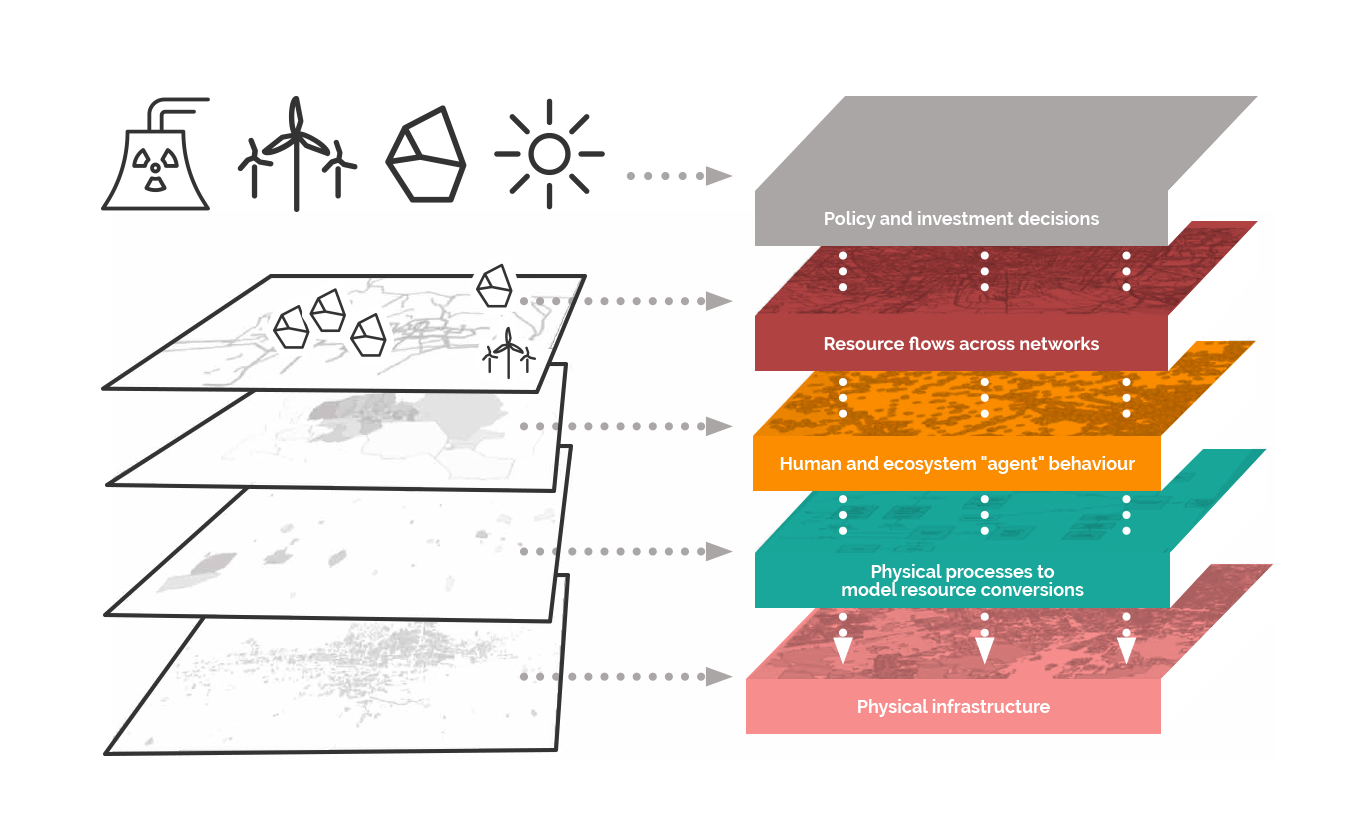 Policy and investment decisions
Resource flows across networks
Human and ecosystem "agent" behaviour
Physical processes to
model resource conversions
Physical infrastructure